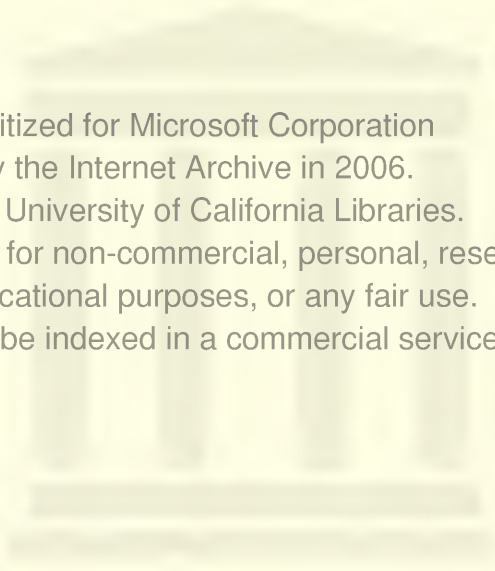 itized for Microsoft Corporation
y the Internet Archive in 2006.
University of California Libraries.
for non-commercial, personal, rese
cational purposes, or any fair use.
be indexed in a commercial service